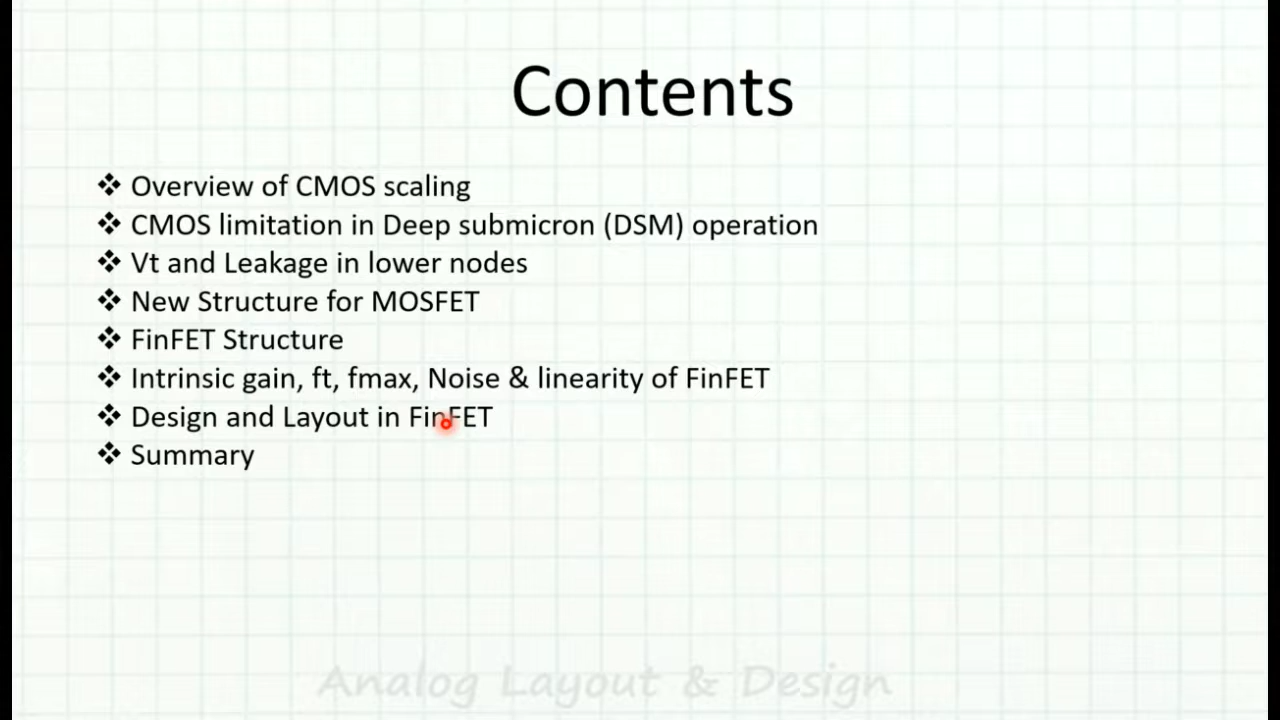 Contents
❖ Overview of CMOS scaling
❖ CMOS limitation in Deep submicron (DSM) operation
❖ Vt and Leakage in lower nodes
❖ New Structure for MOSFET
❖ FinFET Structure
❖ Intrinsic gain, ft, fmax, Noise & linearity of FinFET
❖ Design and Layout in FinFET
❖ Summary
Analog Layout & Design